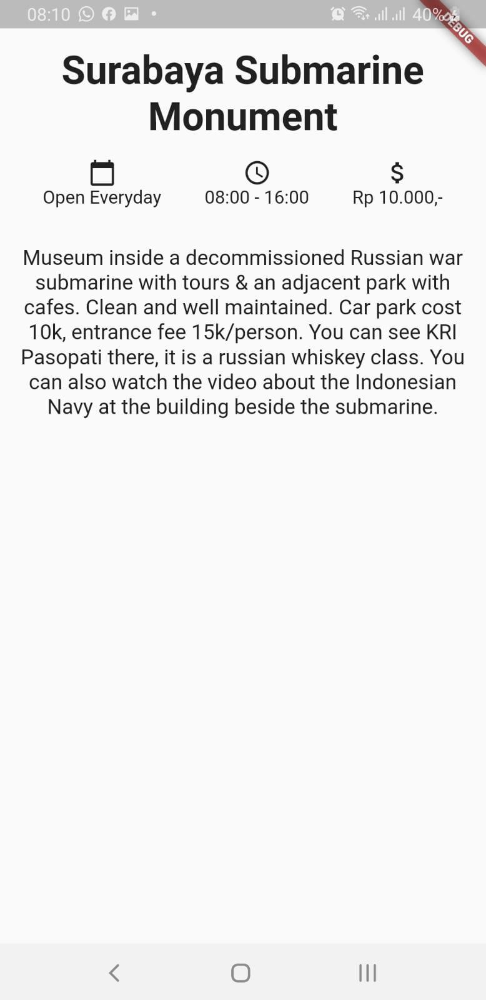 08:10
40%
DEBUG
Surabaya Submarine
Monument
Open Everyday
08:00 - 16:00
$
Rp 10.000,-
Museum inside a decommissioned Russian war
submarine with tours & an adjacent park with
cafes. Clean and well maintained. Car park cost
10k, entrance fee 15k/person. You can see KRI
Pasopati there, it is a russian whiskey class. You
can also watch the video about the Indonesian
Navy at the building beside the submarine.